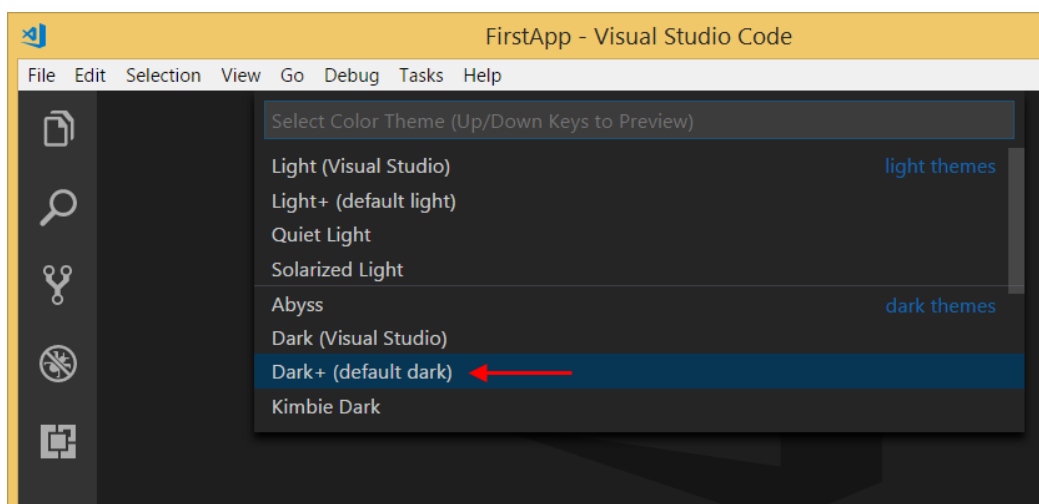 FirstApp - Visual Studio Code
File Edit Selection View Go Debug Tasks Help
Select Color Theme (Up/Down Keys to Preview)
Light (Visual Studio) light themes
Light+ (default light)
Quiet Light
Solarized Light
Abyss dark themes
Dark (Visual Studio)
Dark+ (default dark)
Kimbie Dark